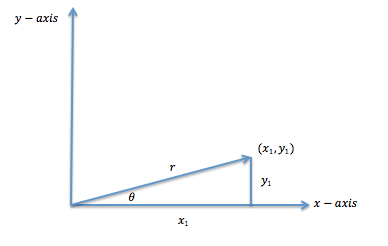 y − axis
(x₁, y₁)
r
y₁
θ
x − axis
x₁